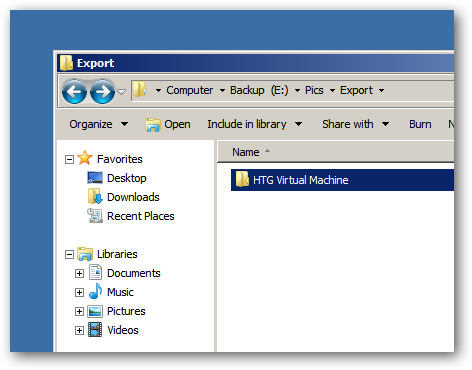 Export
Computer Backup (E:) Pics Export
Organize Open Include in library Share with Burn N
Name
Favorites
Desktop
Downloads
Recent Places
HTG Virtual Machine
Libraries
Documents
Music
Pictures
Videos